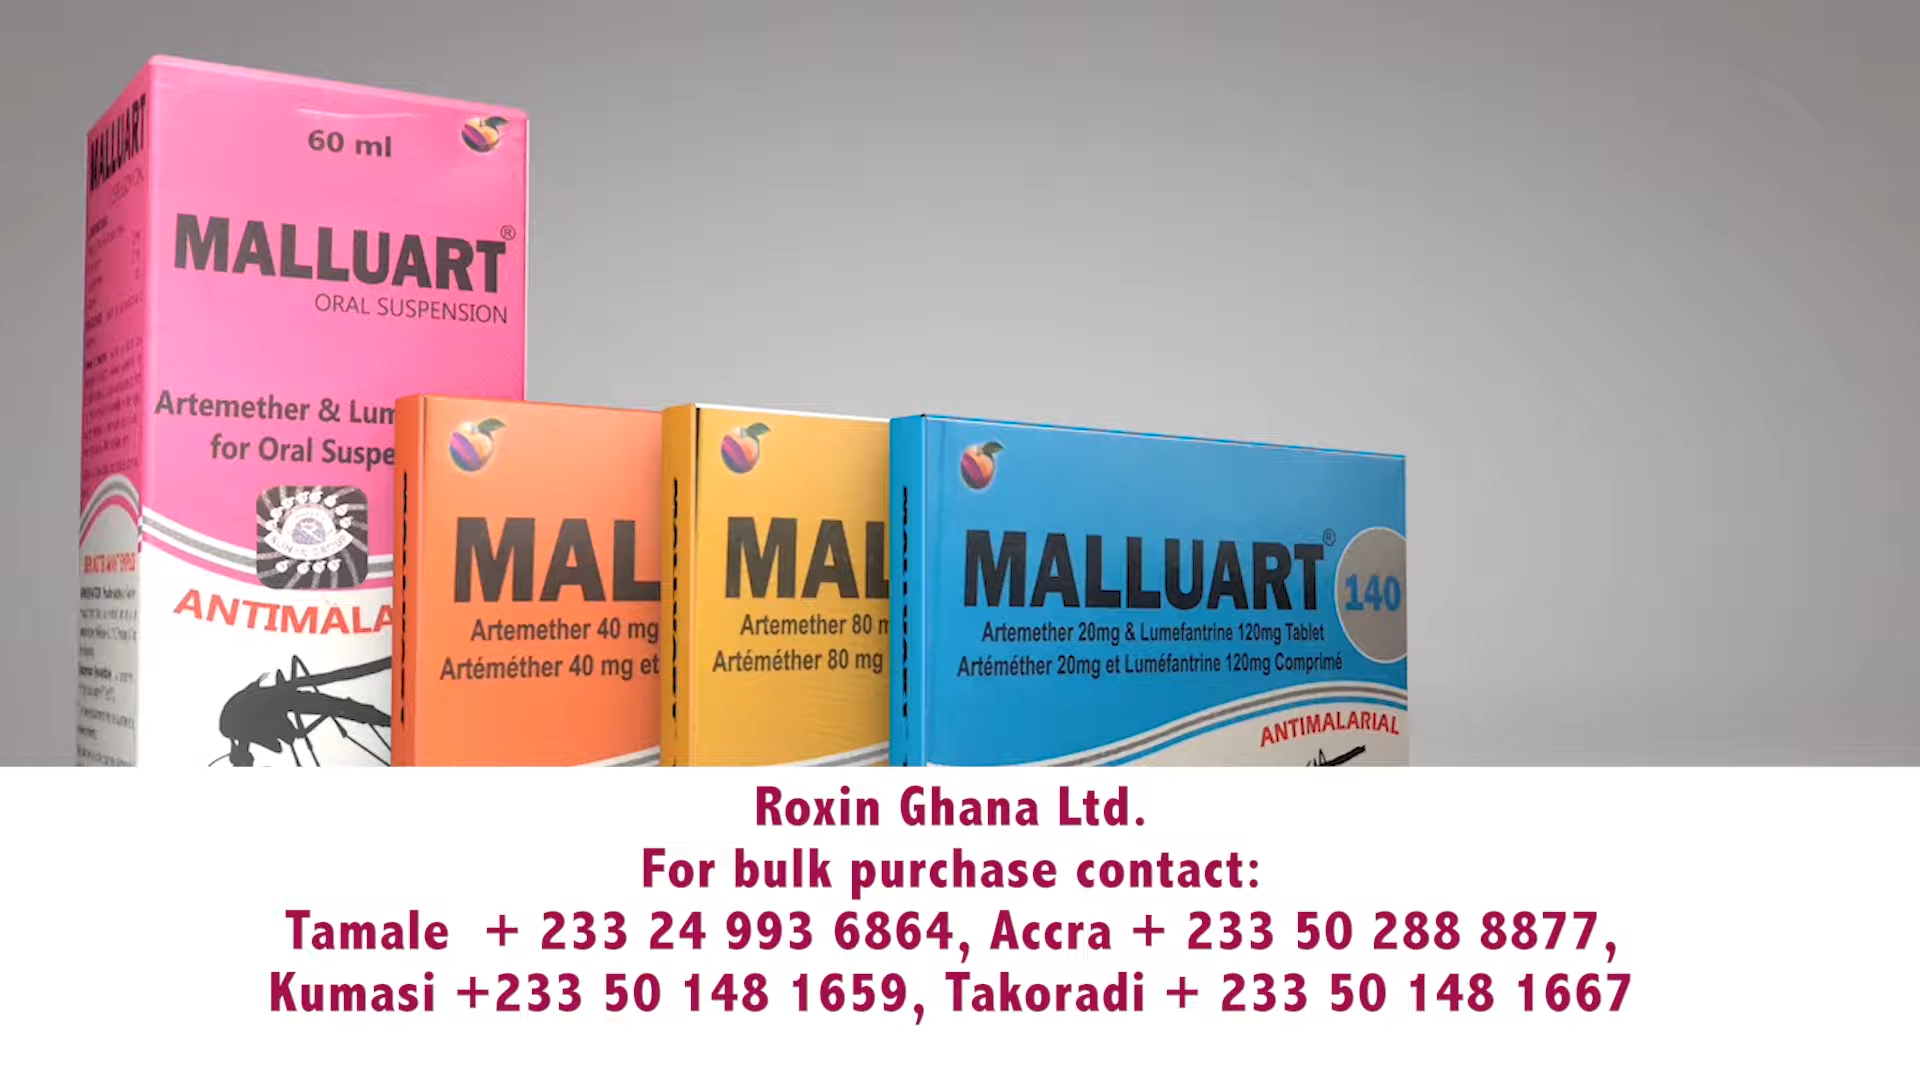 60 ml
MALLUART
MALLUART®
ORAL SUSPENSION
Artemether & Lum
for Oral Suspe
ANTIMALA
MAL
Artemether 40 mg
Artéméther 40 mg et
MAL
Artemether 80 m
Artéméther 80 mg
MALLUART®
140
Artemether 20mg & Lumefantrine 120mg Tablet
Artéméther 20mg et Luméfantrine 120mg Comprimé
ANTIMALARIAL
Roxin Ghana Ltd.
For bulk purchase contact:
Tamale + 233 24 993 6864, Accra + 233 50 288 8877,
Kumasi +233 50 148 1659, Takoradi + 233 50 148 1667